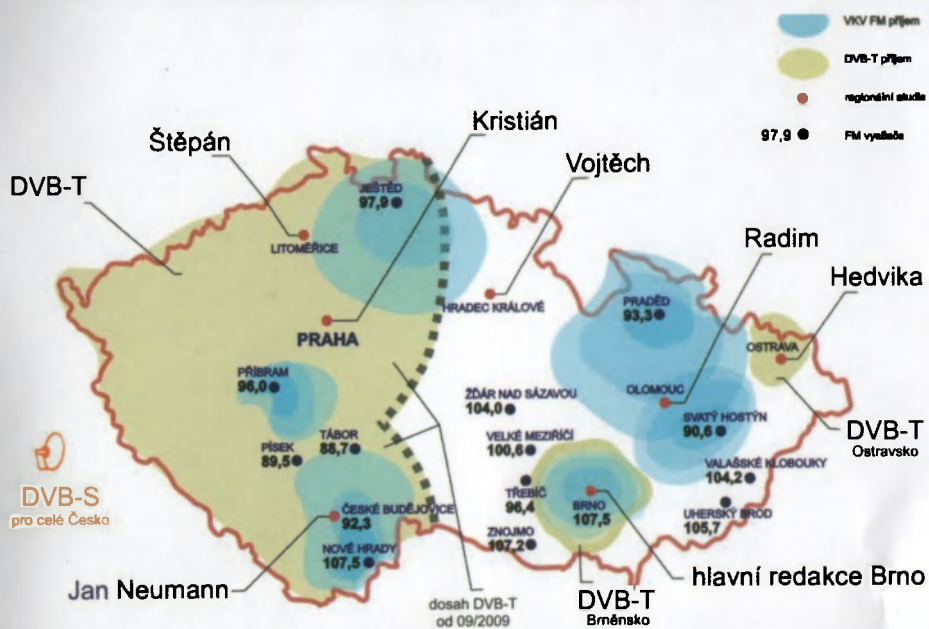 VKV FM příjem
DVB-T příjem
regionální studia
97,9 FM vysílače
Kristián
Štěpán
Vojtěch
DVB-T
JEŠTĚD
97,9
LITOMĚŘICE
Radim
Hedvika
HRADEC KRÁLOVÉ
PRADĚD
93,3
PRAHA
OSTRAVA
PŘÍBRAM
96,0
ŽĎÁR NAD SÁZAVOU
104,0
OLOMOUC
SVATÝ HOSTÝN
90,6
TÁBOR
88,7
PÍSEK
89,5
VELKÉ MEZIŘÍČÍ
100,6
DVB-T
Ostravsko
VALAŠSKÉ KLOBOUKY
104,2
TŘEBÍČ
96,4
BRNO
107,5
UHERSKÝ BROD
105,7
DVB-S
pro celé Česko
ČESKÉ BUDĚJOVICE
92,3
ZNOJMO
107,2
NOVÉ HRADY
107,5
Jan Neumann
hlavní redakce Brno
dosah DVB-T
od 09/2009
DVB-T
Brněnsko